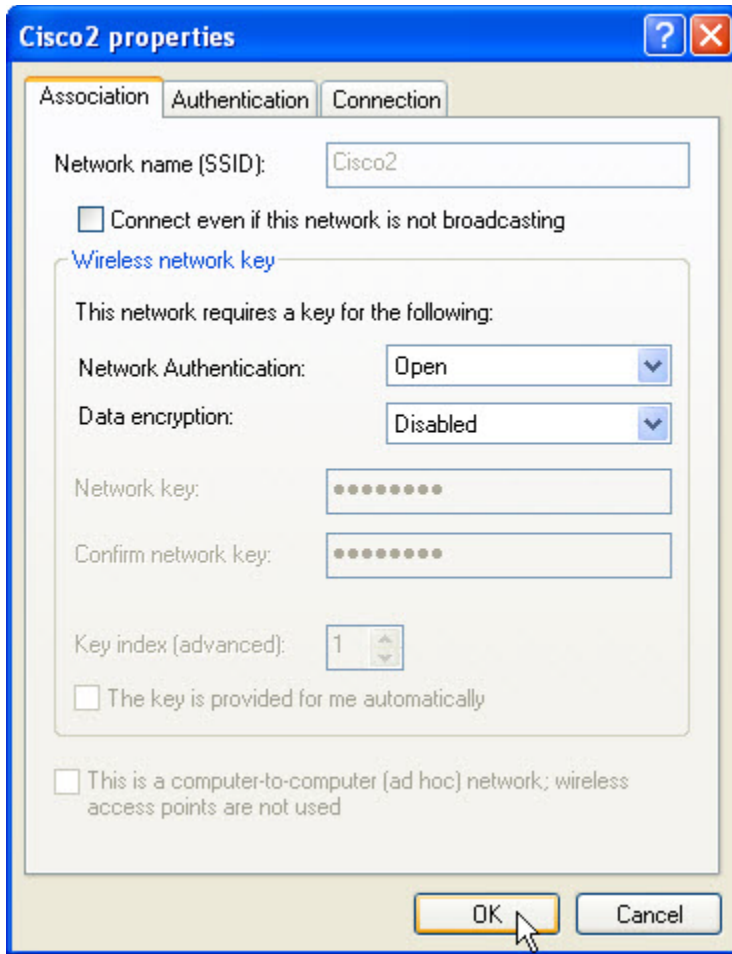 Cisco2 properties
Association Authentication Connection
Network name (SSID): Cisco2
Connect even if this network is not broadcasting
Wireless network key
This network requires a key for the following:
Network Authentication: Open
Data encryption: Disabled
Network key: ••••••••
Confirm network key: ••••••••
Key index (advanced): 1
The key is provided for me automatically
This is a computer-to-computer (ad hoc) network; wireless
access points are not used
OK Cancel